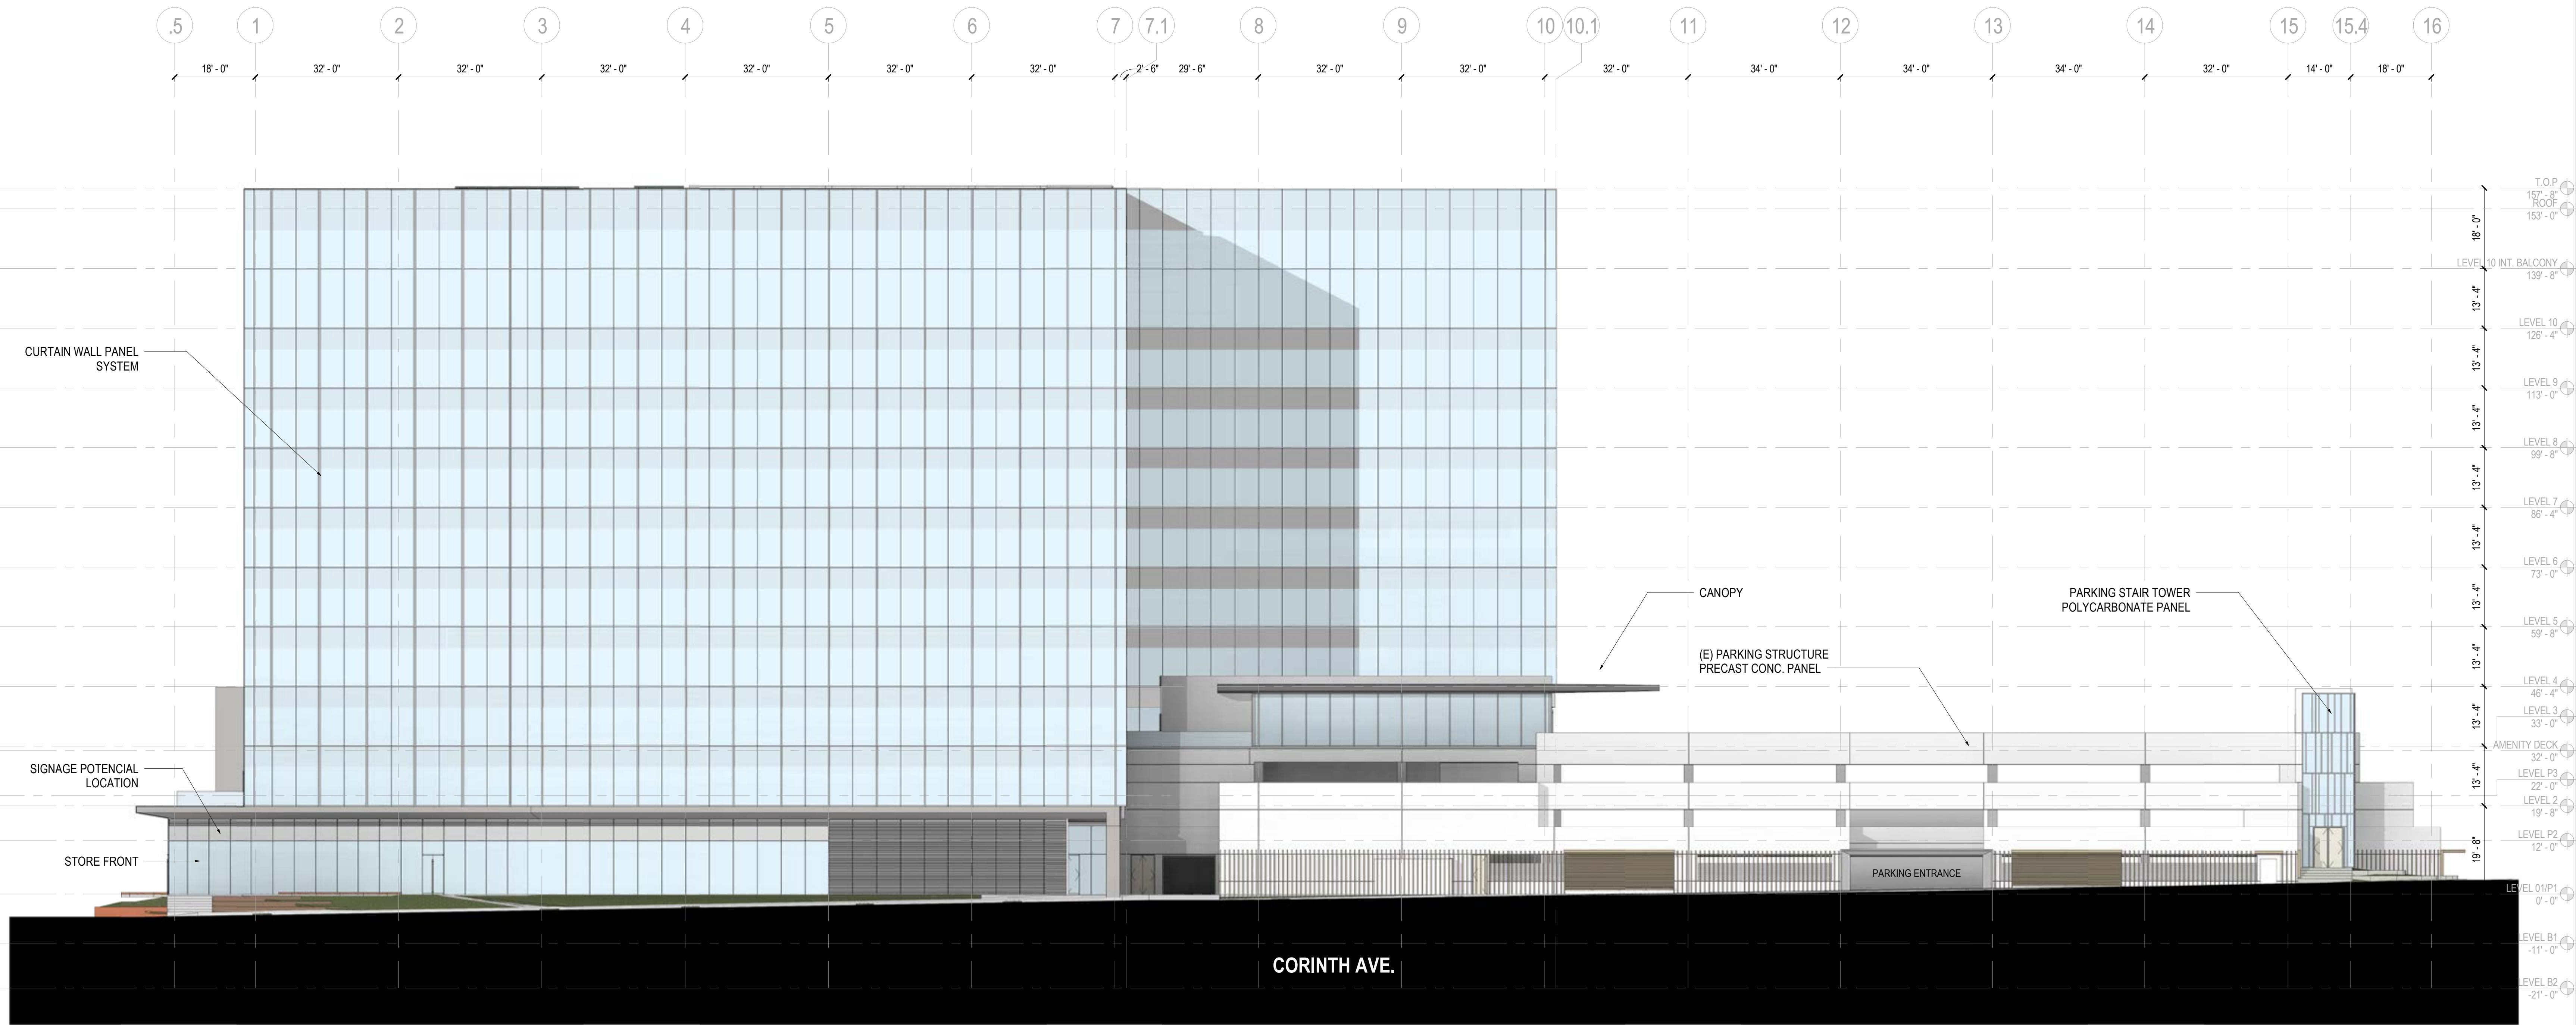 .5 1 2 3 4 5 6 7 7.1 8 9 10 10.1 11 12 13 14 15 15.4 16
18' - 0" 32' - 0" 32' - 0" 32' - 0" 32' - 0" 32' - 0" 32' - 0" 2' - 6" 29' - 6" 32' - 0" 32' - 0" 32' - 0" 34' - 0" 34' - 0" 34' - 0" 32' - 0" 14' - 0" 18' - 0"
T.O.P
157' - 8"
ROOF
153' - 0"
18' - 0"
LEVEL 10 INT. BALCONY
139' - 8"
13' - 4"
LEVEL 10
126' - 4"
13' - 4"
LEVEL 9
113' - 0"
13' - 4"
LEVEL 8
99' - 8"
13' - 4"
LEVEL 7
86' - 4"
13' - 4"
LEVEL 6
73' - 0"
13' - 4"
LEVEL 5
59' - 8"
13' - 4"
LEVEL 4
46' - 4"
13' - 4"
LEVEL 3
33' - 0"
AMENITY DECK
32' - 0"
13' - 4"
LEVEL P3
22' - 0"
LEVEL 2
19' - 8"
LEVEL P2
12' - 0"
19' - 8"
LEVEL 01/P1
0' - 0"
LEVEL B1
-11' - 0"
LEVEL B2
-21' - 0"
CURTAIN WALL PANEL
SYSTEM
SIGNAGE POTENCIAL
LOCATION
STORE FRONT
CANOPY
(E) PARKING STRUCTURE
PRECAST CONC. PANEL
PARKING STAIR TOWER
POLYCARBONATE PANEL
PARKING ENTRANCE
CORINTH AVE.